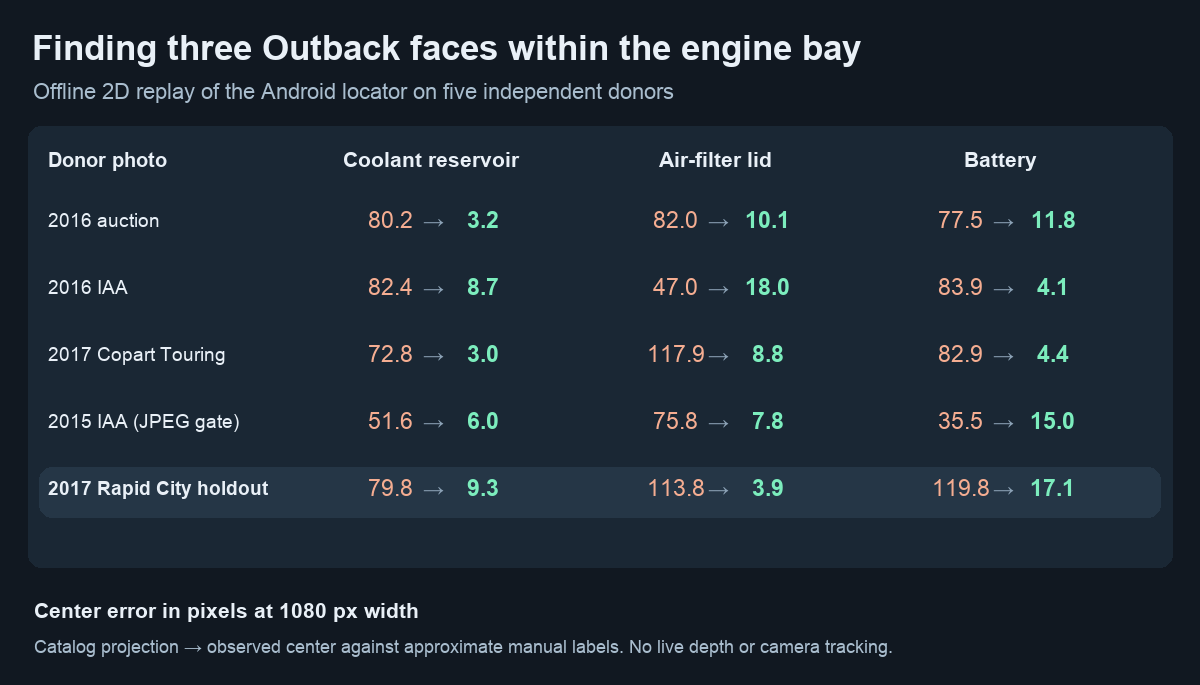 Finding three Outback faces within the engine bay
Offline 2D replay of the Android locator on five independent donors
Donor photo Coolant reservoir Air-filter lid Battery
2016 auction 80.2 → 3.2 82.0 → 10.1 77.5 → 11.8
2016 IAA 82.4 → 8.7 47.0 → 18.0 83.9 → 4.1
2017 Copart Touring 72.8 → 3.0 117.9 → 8.8 82.9 → 4.4
2015 IAA (JPEG gate) 51.6 → 6.0 75.8 → 7.8 35.5 → 15.0
2017 Rapid City holdout 79.8 → 9.3 113.8 → 3.9 119.8 → 17.1
Center error in pixels at 1080 px width
Catalog projection → observed center against approximate manual labels. No live depth or camera tracking.